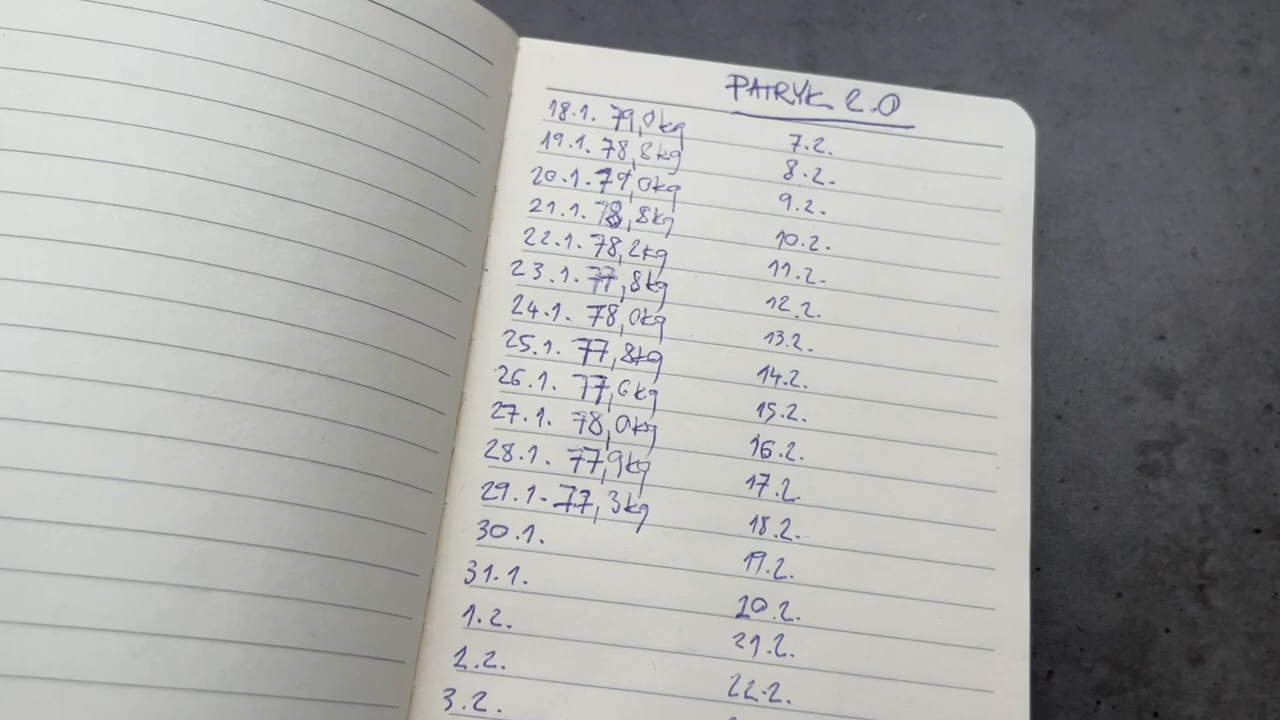 PATRYK 2.0
18.1. 79,0kg
19.1. 78,8kg
20.1. 79,0kg
21.1. 78,8kg
22.1. 78,2kg
23.1. 77,8kg
24.1. 78,0kg
25.1. 77,8kg
26.1. 77,6kg
27.1. 78,0kg
28.1. 77,9kg
29.1- 77,3kg
30.1.
31.1.
1.2.
2.2.
3.2.
7.2.
8.2.
9.2.
10.2.
11.2.
12.2.
13.2.
14.2.
15.2.
16.2.
17.2.
18.2.
19.2.
20.2.
21.2.
22.2.